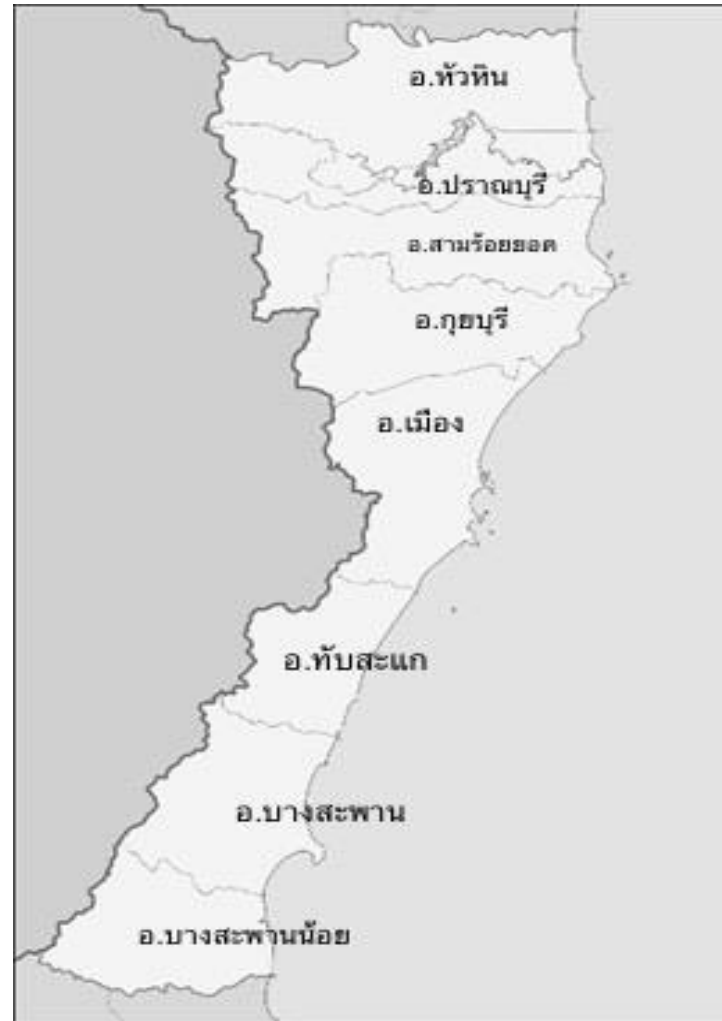 อ.หัวหิน
อ.ปราณบุรี
อ.สามร้อยยอด
อ.กุยบุรี
อ.เมือง
อ.ทับสะแก
อ.บางสะพาน
อ.บางสะพานน้อย